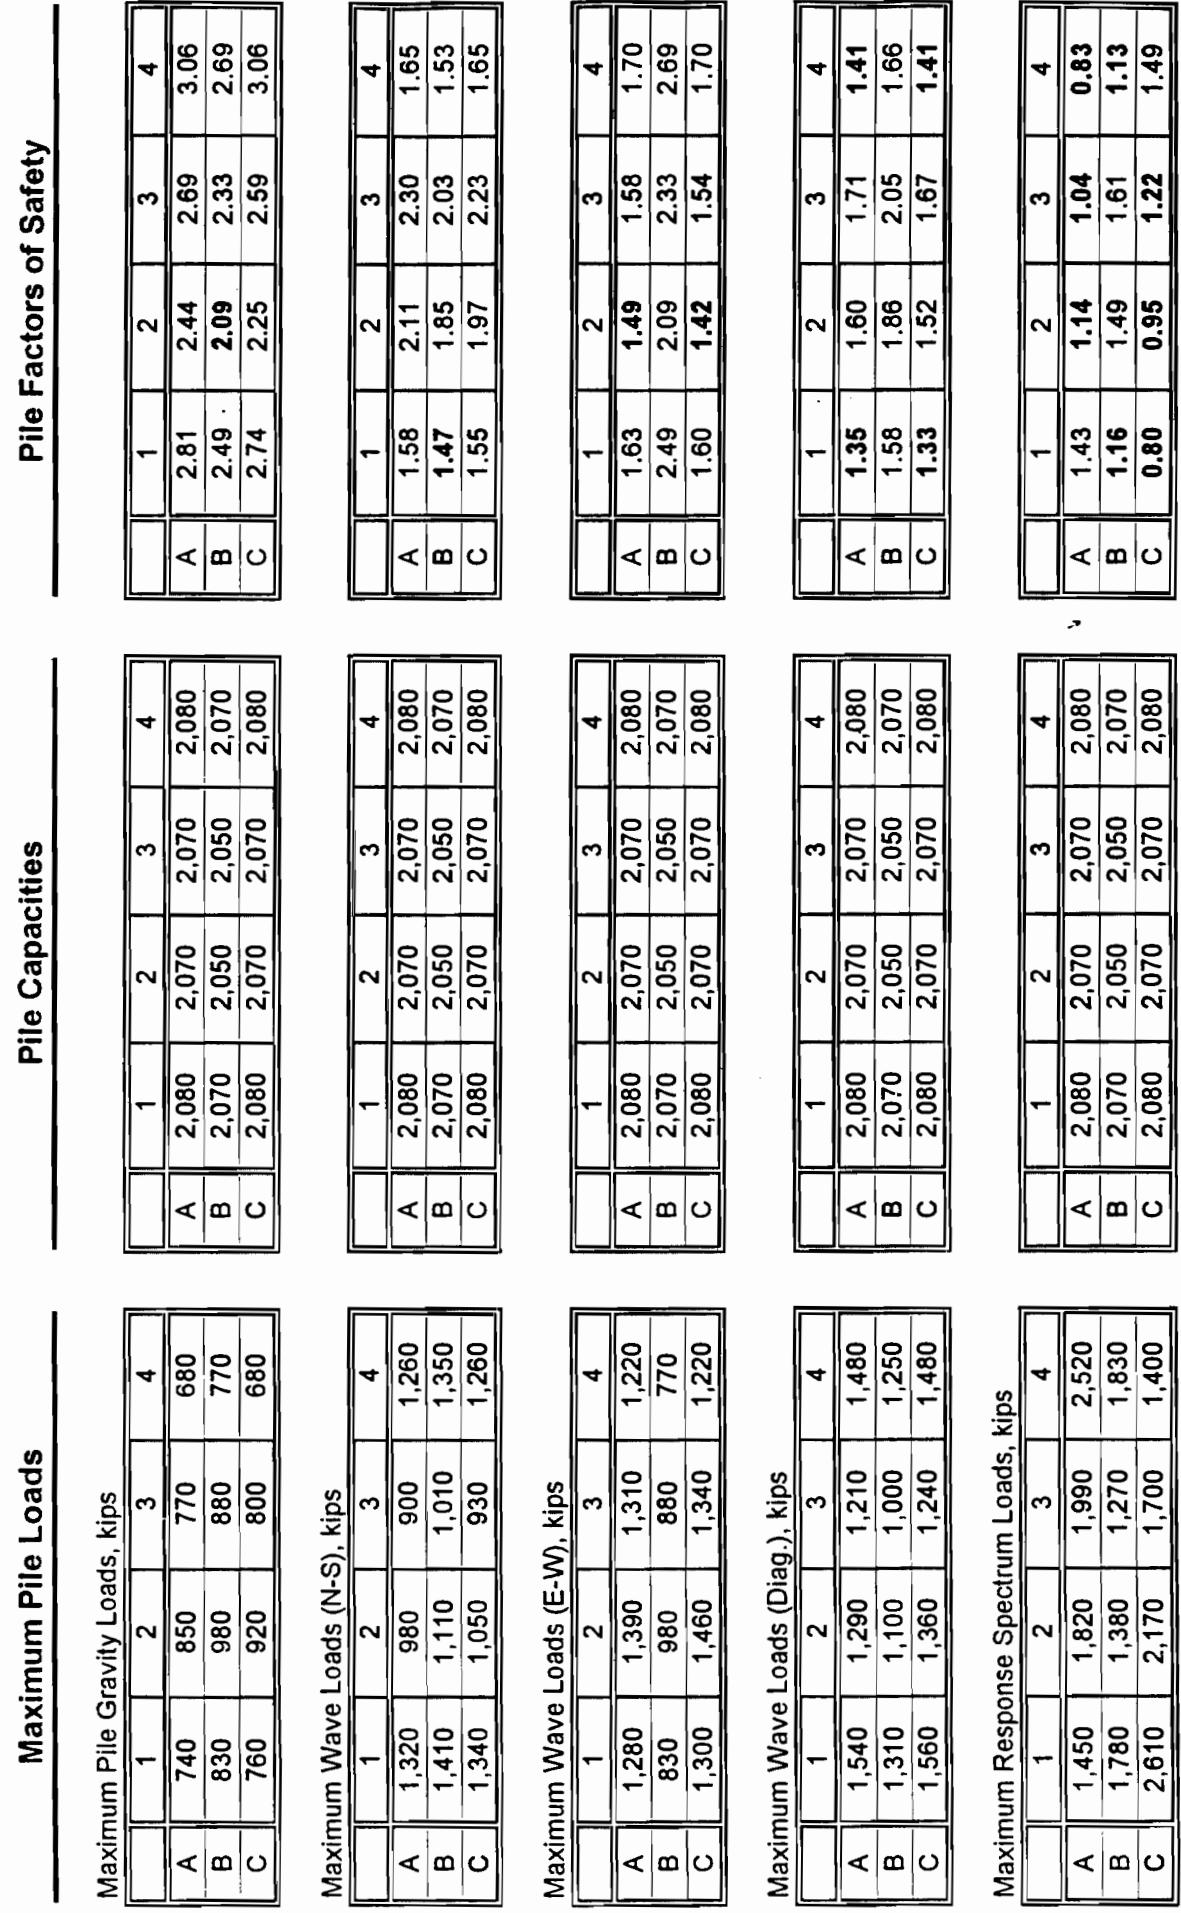 Maximum Pile Loads Pile Capacities Pile Factors of Safety
Maximum Pile Gravity Loads, kips
1 2 3 4 1 2 3 4 1 2 3 4
A 740 850 770 680 A 2,080 2,070 2,070 2,080 A 2.81 2.44 2.69 3.06
B 830 980 880 770 B 2,070 2,050 2,050 2,070 B 2.49 2.09 2.33 2.69
C 760 920 800 680 C 2,080 2,070 2,070 2,080 C 2.74 2.25 2.59 3.06
Maximum Wave Loads (N-S), kips
1 2 3 4 1 2 3 4 1 2 3 4
A 1,320 980 900 1,260 A 2,080 2,070 2,070 2,080 A 1.58 2.11 2.30 1.65
B 1,410 1,110 1,010 1,350 B 2,070 2,050 2,050 2,070 B 1.47 1.85 2.03 1.53
C 1,340 1,050 930 1,260 C 2,080 2,070 2,070 2,080 C 1.55 1.97 2.23 1.65
Maximum Wave Loads (E-W), kips
1 2 3 4 1 2 3 4 1 2 3 4
A 1,280 1,390 1,310 1,220 A 2,080 2,070 2,070 2,080 A 1.63 1.49 1.58 1.70
B 830 980 880 770 B 2,070 2,050 2,050 2,070 B 2.49 2.09 2.33 2.69
C 1,300 1,460 1,340 1,220 C 2,080 2,070 2,070 2,080 C 1.60 1.42 1.54 1.70
Maximum Wave Loads (Diag.), kips
1 2 3 4 1 2 3 4 1 2 3 4
A 1,540 1,290 1,210 1,480 A 2,080 2,070 2,070 2,080 A 1.35 1.60 1.71 1.41
B 1,310 1,100 1,000 1,250 B 2,070 2,050 2,050 2,070 B 1.58 1.86 2.05 1.66
C 1,560 1,360 1,240 1,480 C 2,080 2,070 2,070 2,080 C 1.33 1.52 1.67 1.41
Maximum Response Spectrum Loads, kips
1 2 3 4 1 2 3 4 1 2 3 4
A 1,450 1,820 1,990 2,520 A 2,080 2,070 2,070 2,080 A 1.43 1.14 1.04 0.83
B 1,780 1,380 1,270 1,830 B 2,070 2,050 2,050 2,070 B 1.16 1.49 1.61 1.13
C 2,610 2,170 1,700 1,400 C 2,080 2,070 2,070 2,080 C 0.80 0.95 1.22 1.49